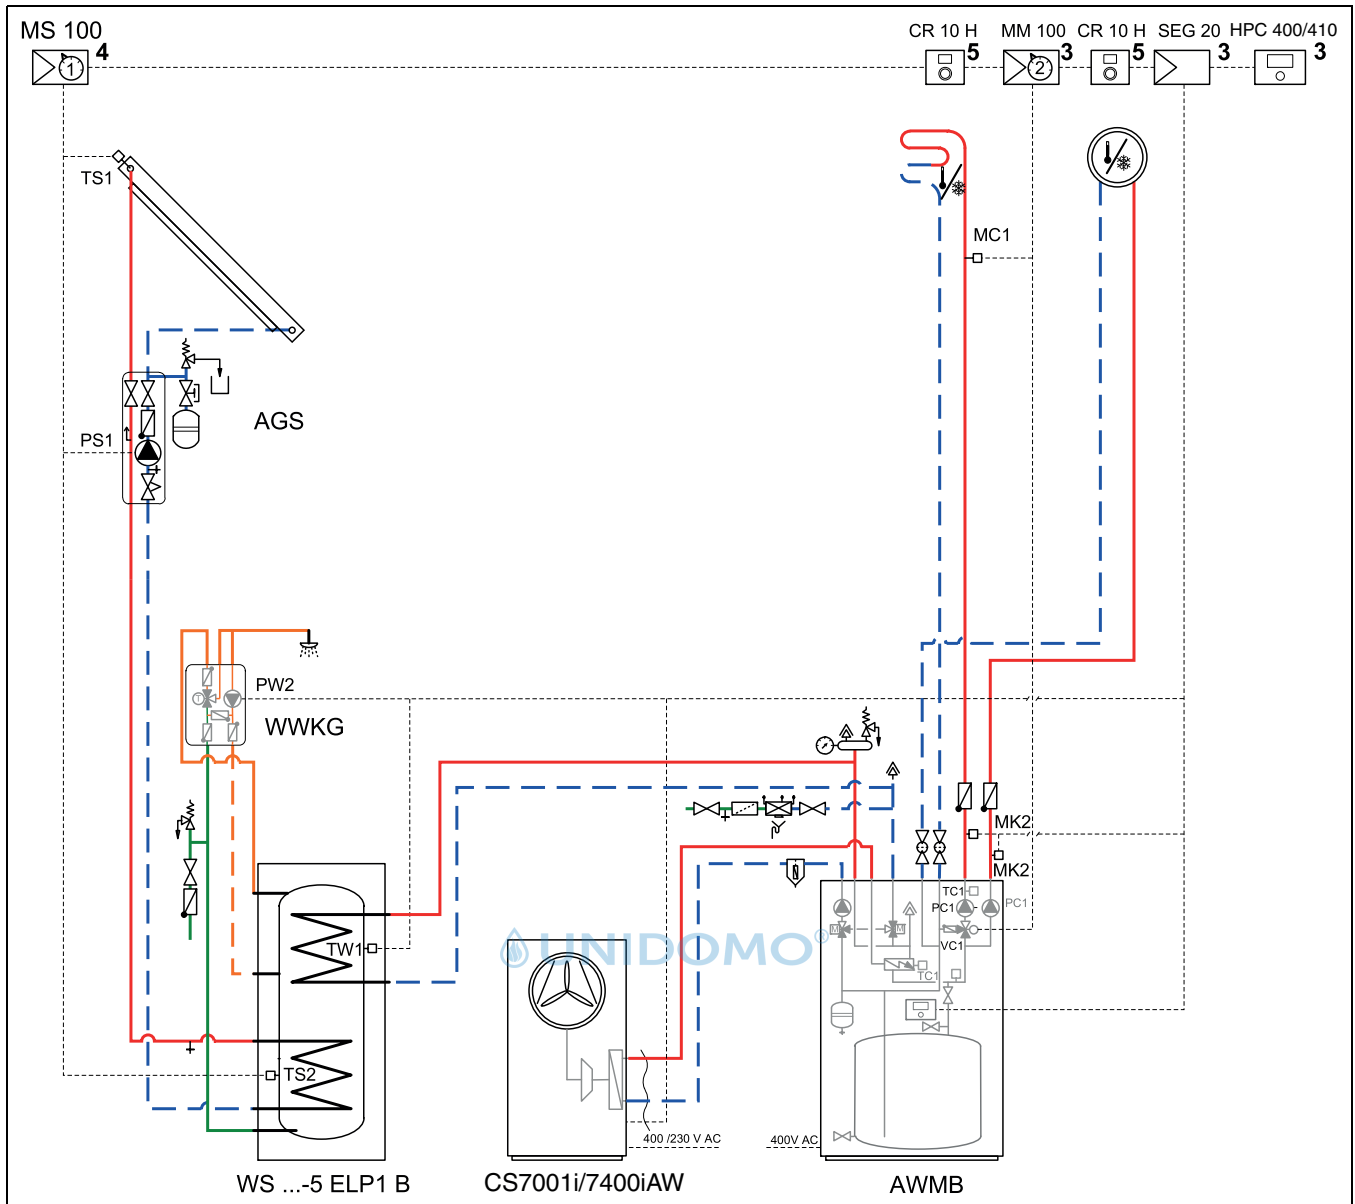 MS 100
4
CR 10 H
5
MM 100
3
CR 10 H
5
SEG 20
3
HPC 400/410
3
1
2
TS1
MC1
AGS
PS1
PW2
T
WWKG
MK2
MK2
TC1
PC1
PC1
M
M
VC1
TC1
TW1
UNIDOMO®
TS2
400 /230 V AC
400V AC
WS ...-5 ELP1 B
CS7001i/7400iAW
AWMB